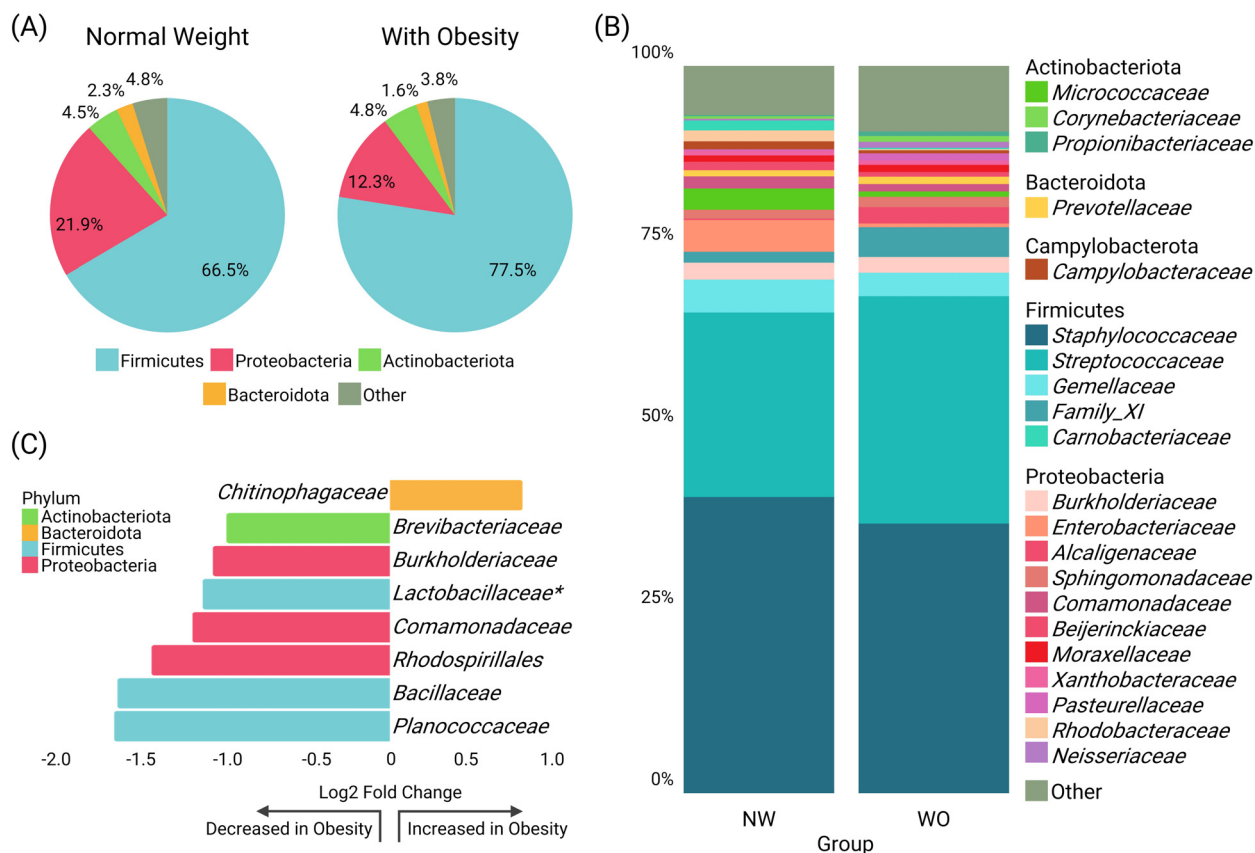 (A)
Normal Weight
With Obesity
4.8%
2.3%
4.5%
21.9%
66.5%
3.8%
1.6%
4.8%
12.3%
77.5%
Firmicutes
Proteobacteria
Actinobacteriota
Bacteroidota
Other
(B)
100%
75%
50%
25%
0%
NW
WO
Group
Actinobacteriota
Micrococcaceae
Corynebacteriaceae
Propionibacteriaceae
Bacteroidota
Prevotellaceae
Campylobacterota
Campylobacteraceae
Firmicutes
Staphylococcaceae
Streptococcaceae
Gemellaceae
Family_XI
Carnobacteriaceae
Proteobacteria
Burkholderiaceae
Enterobacteriaceae
Alcaligenaceae
Sphingomonadaceae
Comamonadaceae
Beijerinckiaceae
Moraxellaceae
Xanthobacteraceae
Pasteurellaceae
Rhodobacteraceae
Neisseriaceae
Other
(C)
Phylum
Actinobacteriota
Bacteroidota
Firmicutes
Proteobacteria
Chitinophagaceae
Brevibacteriaceae
Burkholderiaceae
Lactobacillaceae*
Comamonadaceae
Rhodospirillales
Bacillaceae
Planococcaceae
-2.0 -1.5 -1.0 -0.5 0 0.5 1.0
Log2 Fold Change
Decreased in Obesity
Increased in Obesity